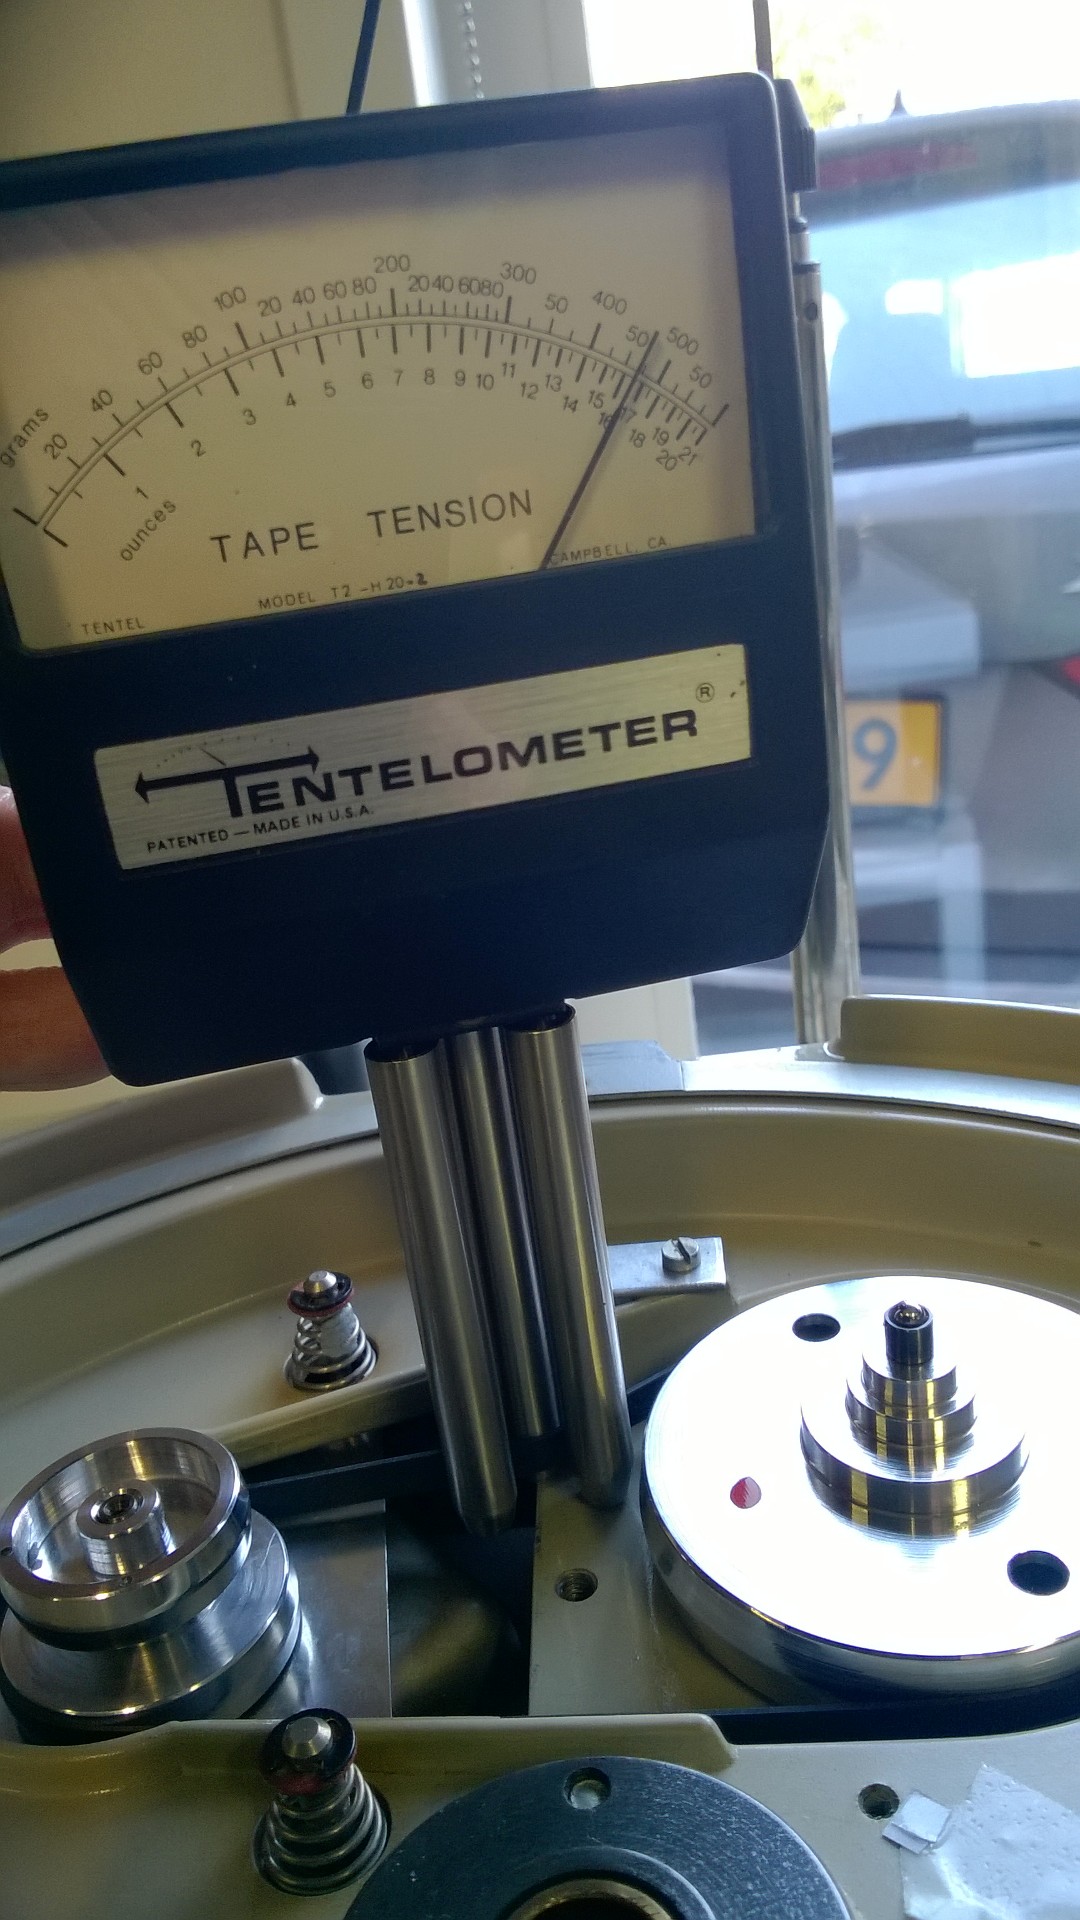 grams 20 40 60 80 100 20 40 60 80 200 20 40 60 80 300 50 400 50 500 50
ounces 1 2 3 4 5 6 7 8 9 10 11 12 13 14 15 16 17 18 19 20 21
TAPE TENSION
TENTEL MODEL T2-H20-2 CAMPBELL, CA.
TENTELOMETER ®
PATENTED — MADE IN U.S.A.
9